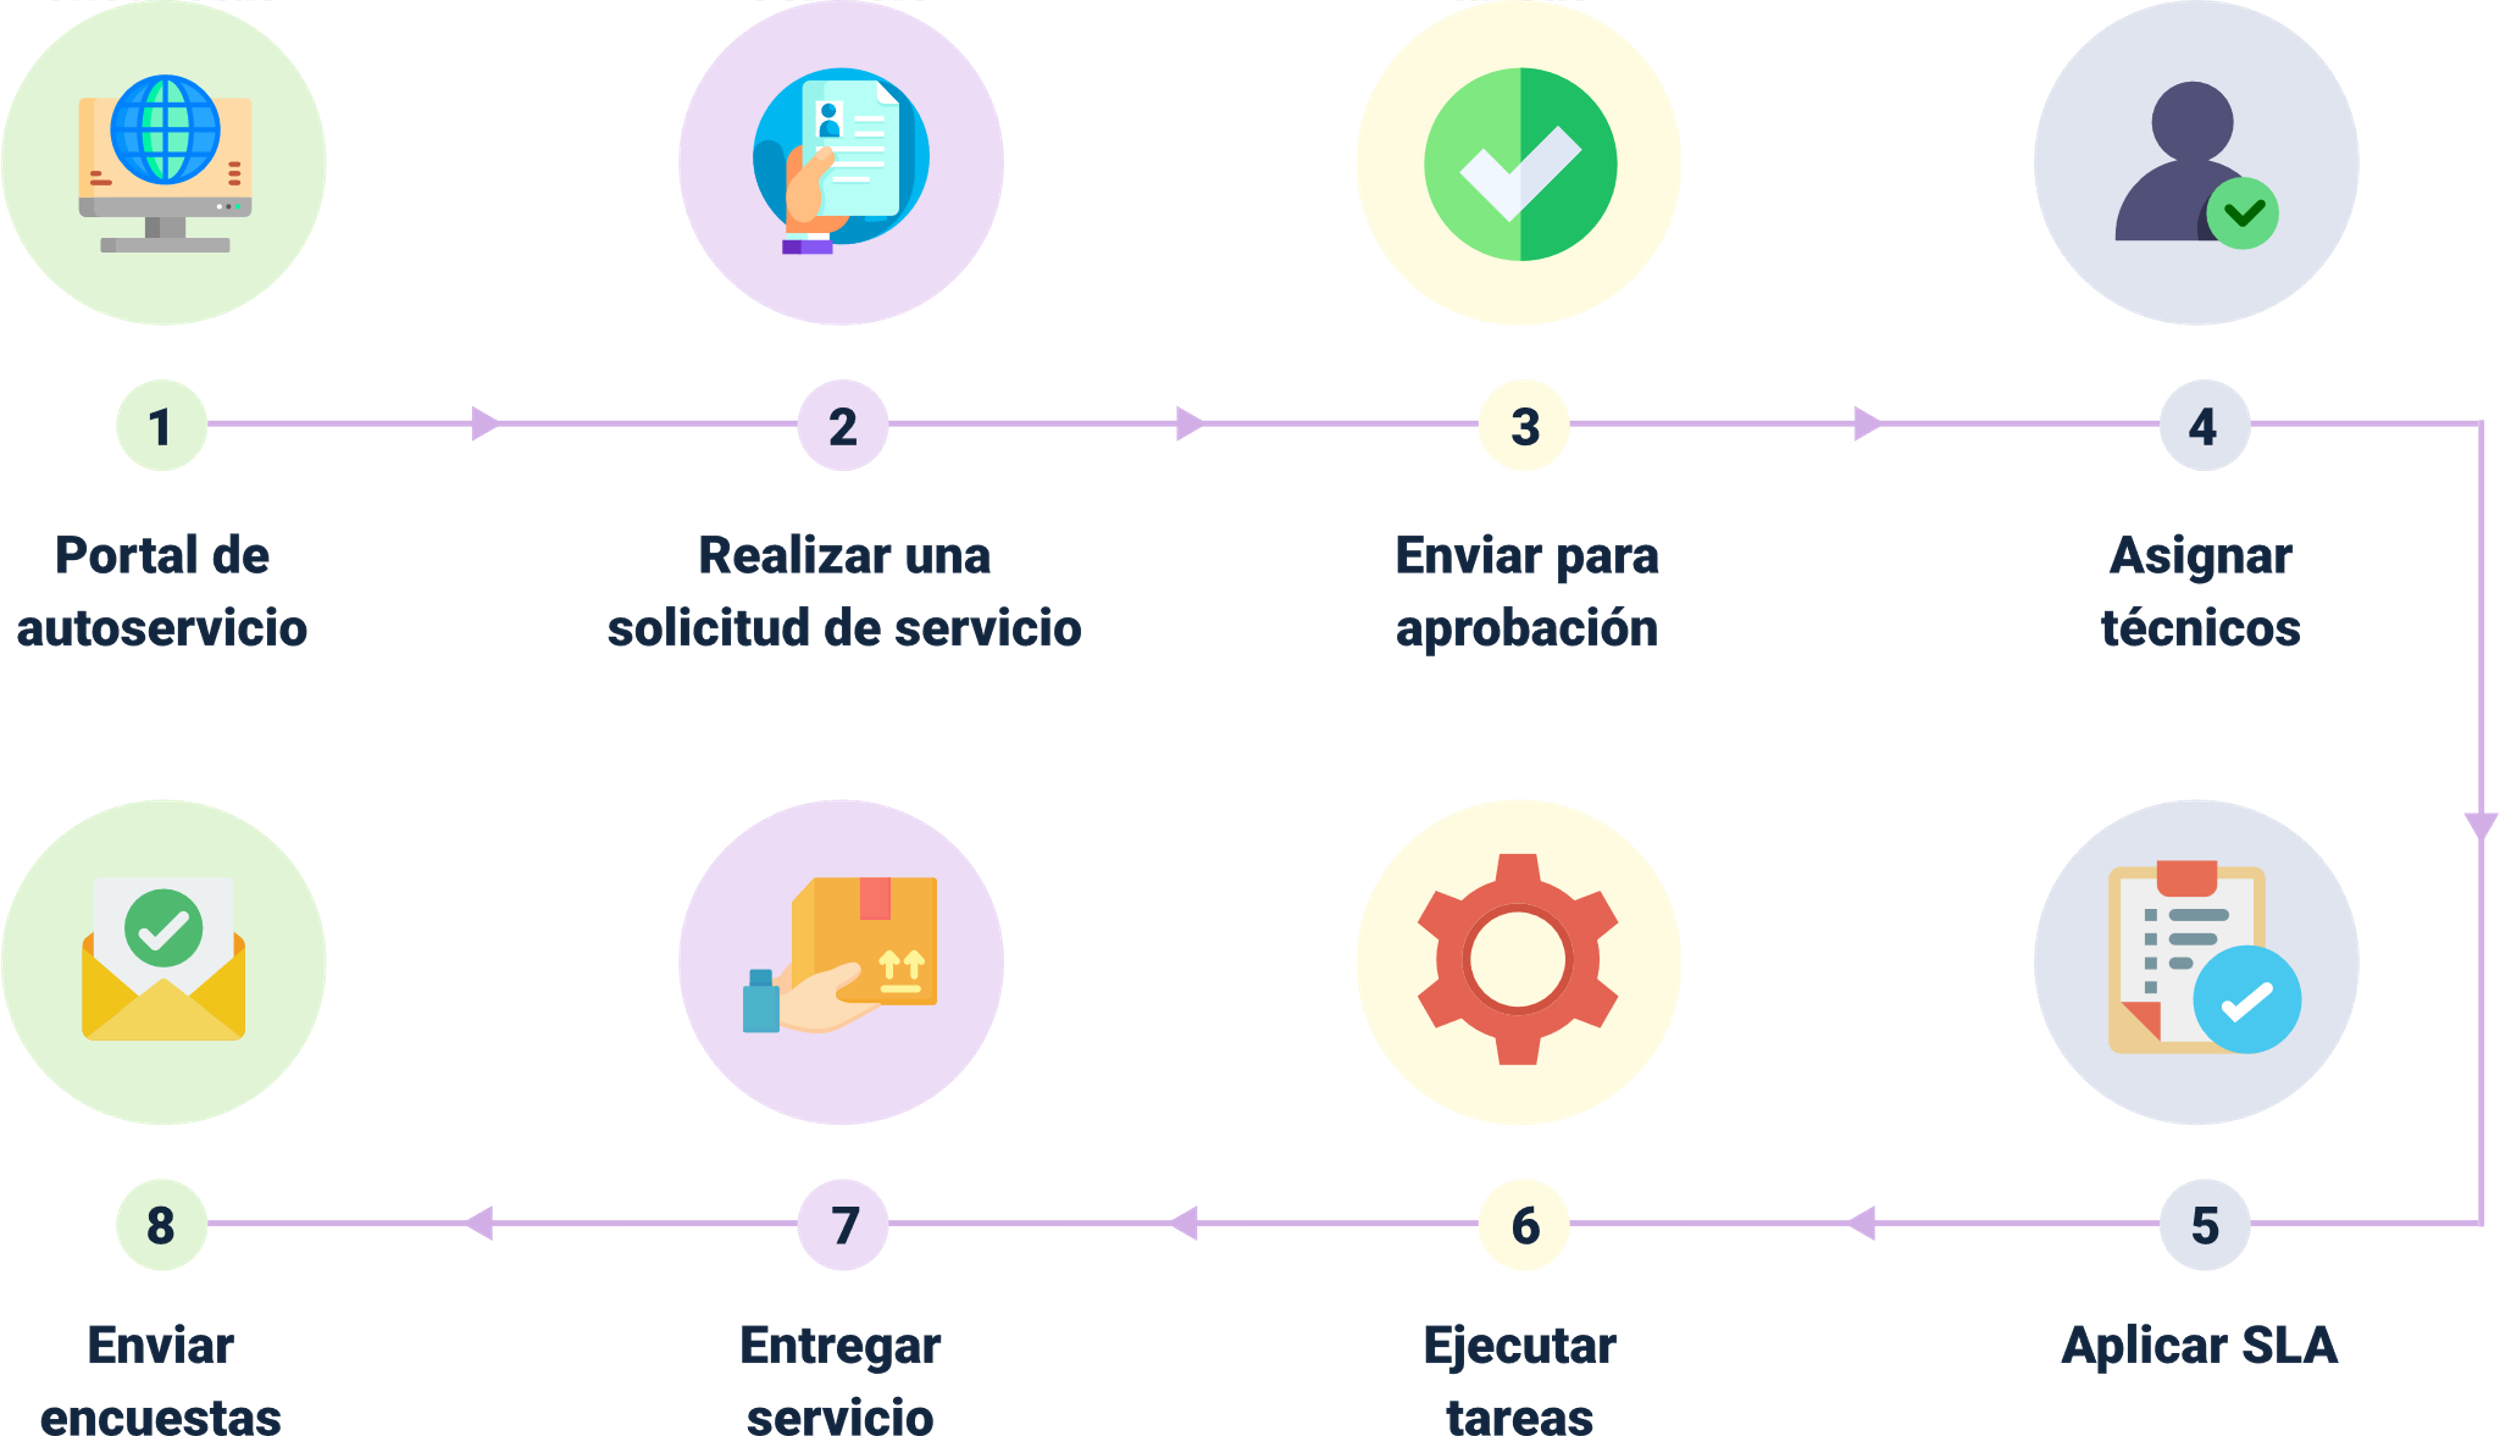 1
2
3
4
Portal de
autoservicio
Realizar una
solicitud de servicio
Enviar para
aprobación
Asignar
técnicos
8
7
6
5
Enviar
encuestas
Entregar
servicio
Ejecutar
tareas
Aplicar SLA